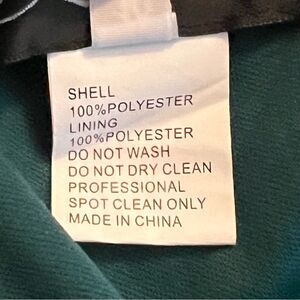 SHELL
100%POLYESTER
LINING
100%POLYESTER
DO NOT WASH
DO NOT DRY CLEAN
PROFESSIONAL
SPOT CLEAN ONLY
MADE IN CHINA